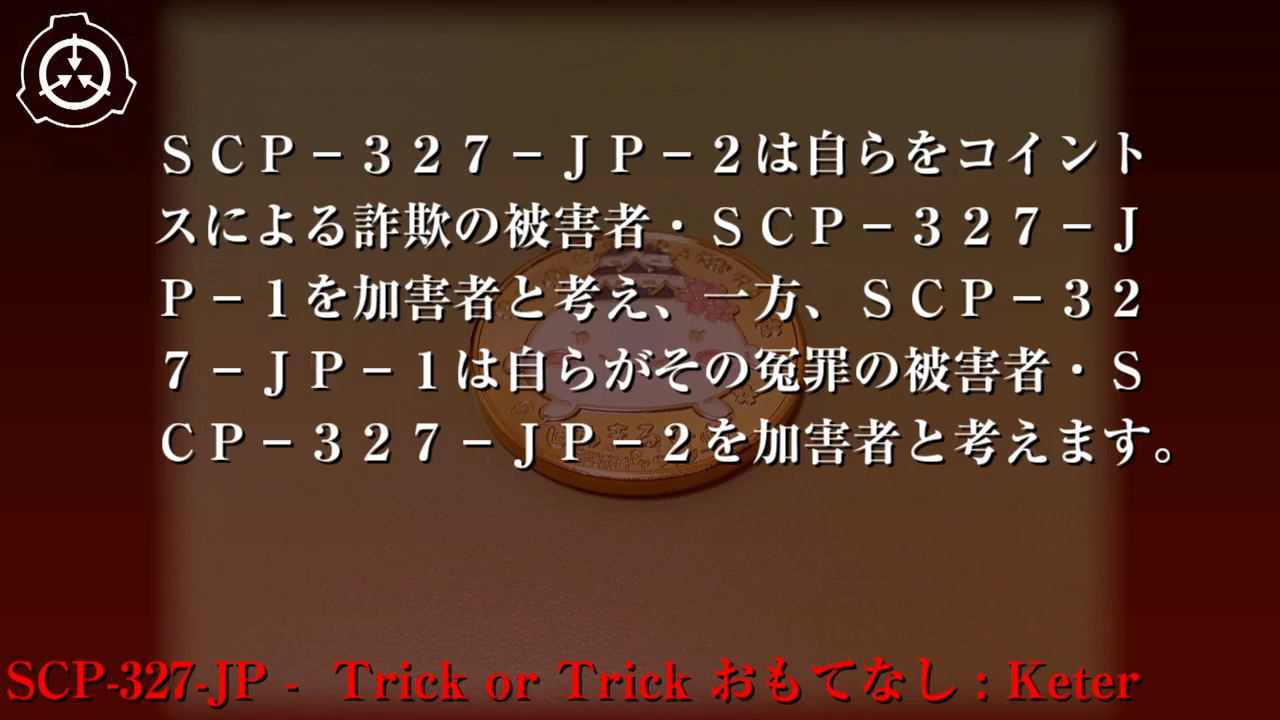 ＳＣＰ－３２７－ＪＰ－２は自らをコイント
スによる詐欺の被害者・ＳＣＰ－３２７－Ｊ
Ｐ－１を加害者と考え、一方、ＳＣＰ－３２
７－ＪＰ－１は自らがその冤罪の被害者・Ｓ
ＣＰ－３２７－ＪＰ－２を加害者と考えます。
SCP-327-JP - Trick or Trick おもてなし : Keter